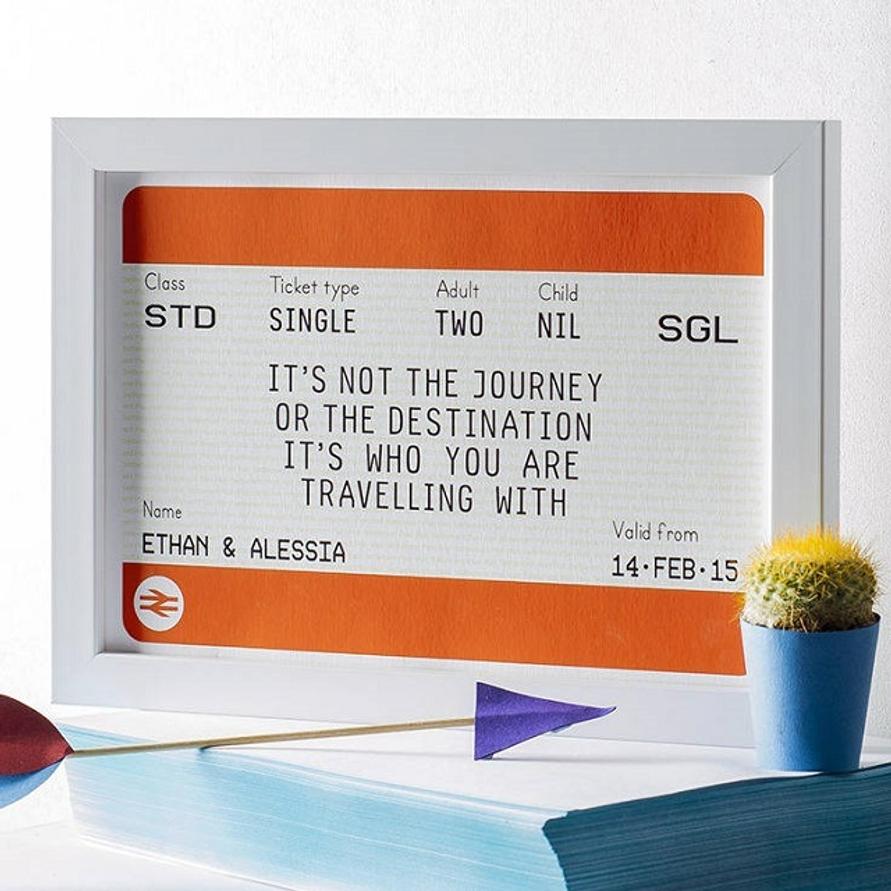 Class Ticket type Adult Child
STD SINGLE TWO NIL SGL
IT'S NOT THE JOURNEY
OR THE DESTINATION
IT'S WHO YOU ARE
TRAVELLING WITH
Name
ETHAN & ALESSIA
Valid from
14·FEB·15